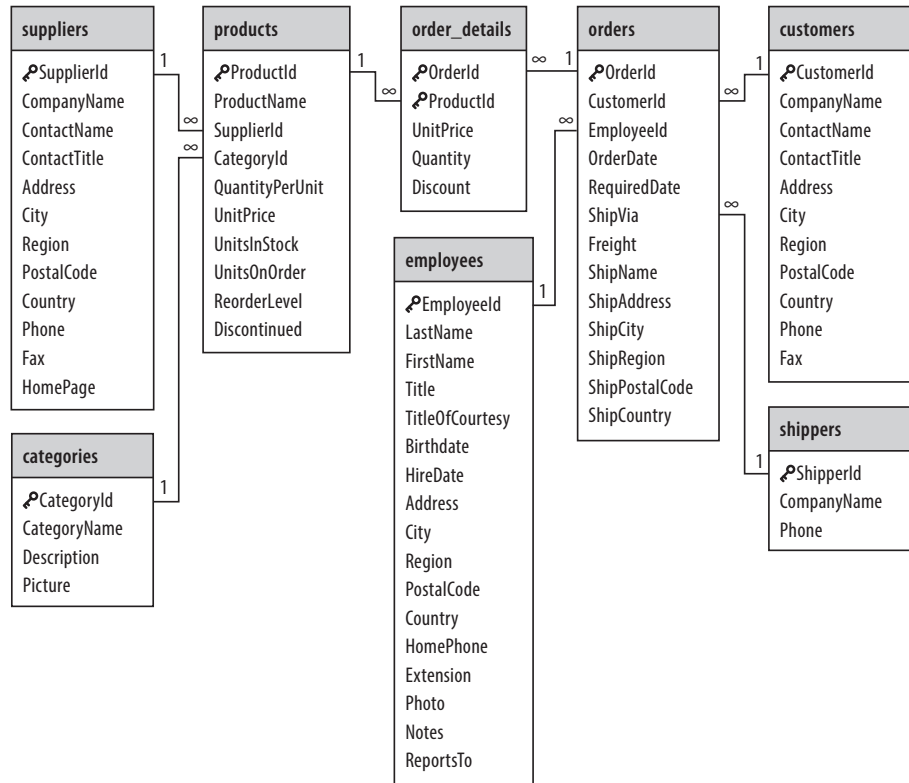 suppliers
SupplierId
CompanyName
ContactName
ContactTitle
Address
City
Region
PostalCode
Country
Phone
Fax
HomePage
1
∞
products
ProductId
ProductName
SupplierId
CategoryId
QuantityPerUnit
UnitPrice
UnitsInStock
UnitsOnOrder
ReorderLevel
Discontinued
∞
1
1
∞
order_details
OrderId
ProductId
UnitPrice
Quantity
Discount
∞
1
orders
OrderId
CustomerId
EmployeeId
OrderDate
RequiredDate
ShipVia
Freight
ShipName
ShipAddress
ShipCity
ShipRegion
ShipPostalCode
ShipCountry
∞
1
∞
1
customers
CustomerId
CompanyName
ContactName
ContactTitle
Address
City
Region
PostalCode
Country
Phone
Fax
∞
1
categories
CategoryId
CategoryName
Description
Picture
employees
EmployeeId
LastName
FirstName
Title
TitleOfCourtesy
Birthdate
HireDate
Address
City
Region
PostalCode
Country
HomePhone
Extension
Photo
Notes
ReportsTo
shippers
ShipperId
CompanyName
Phone